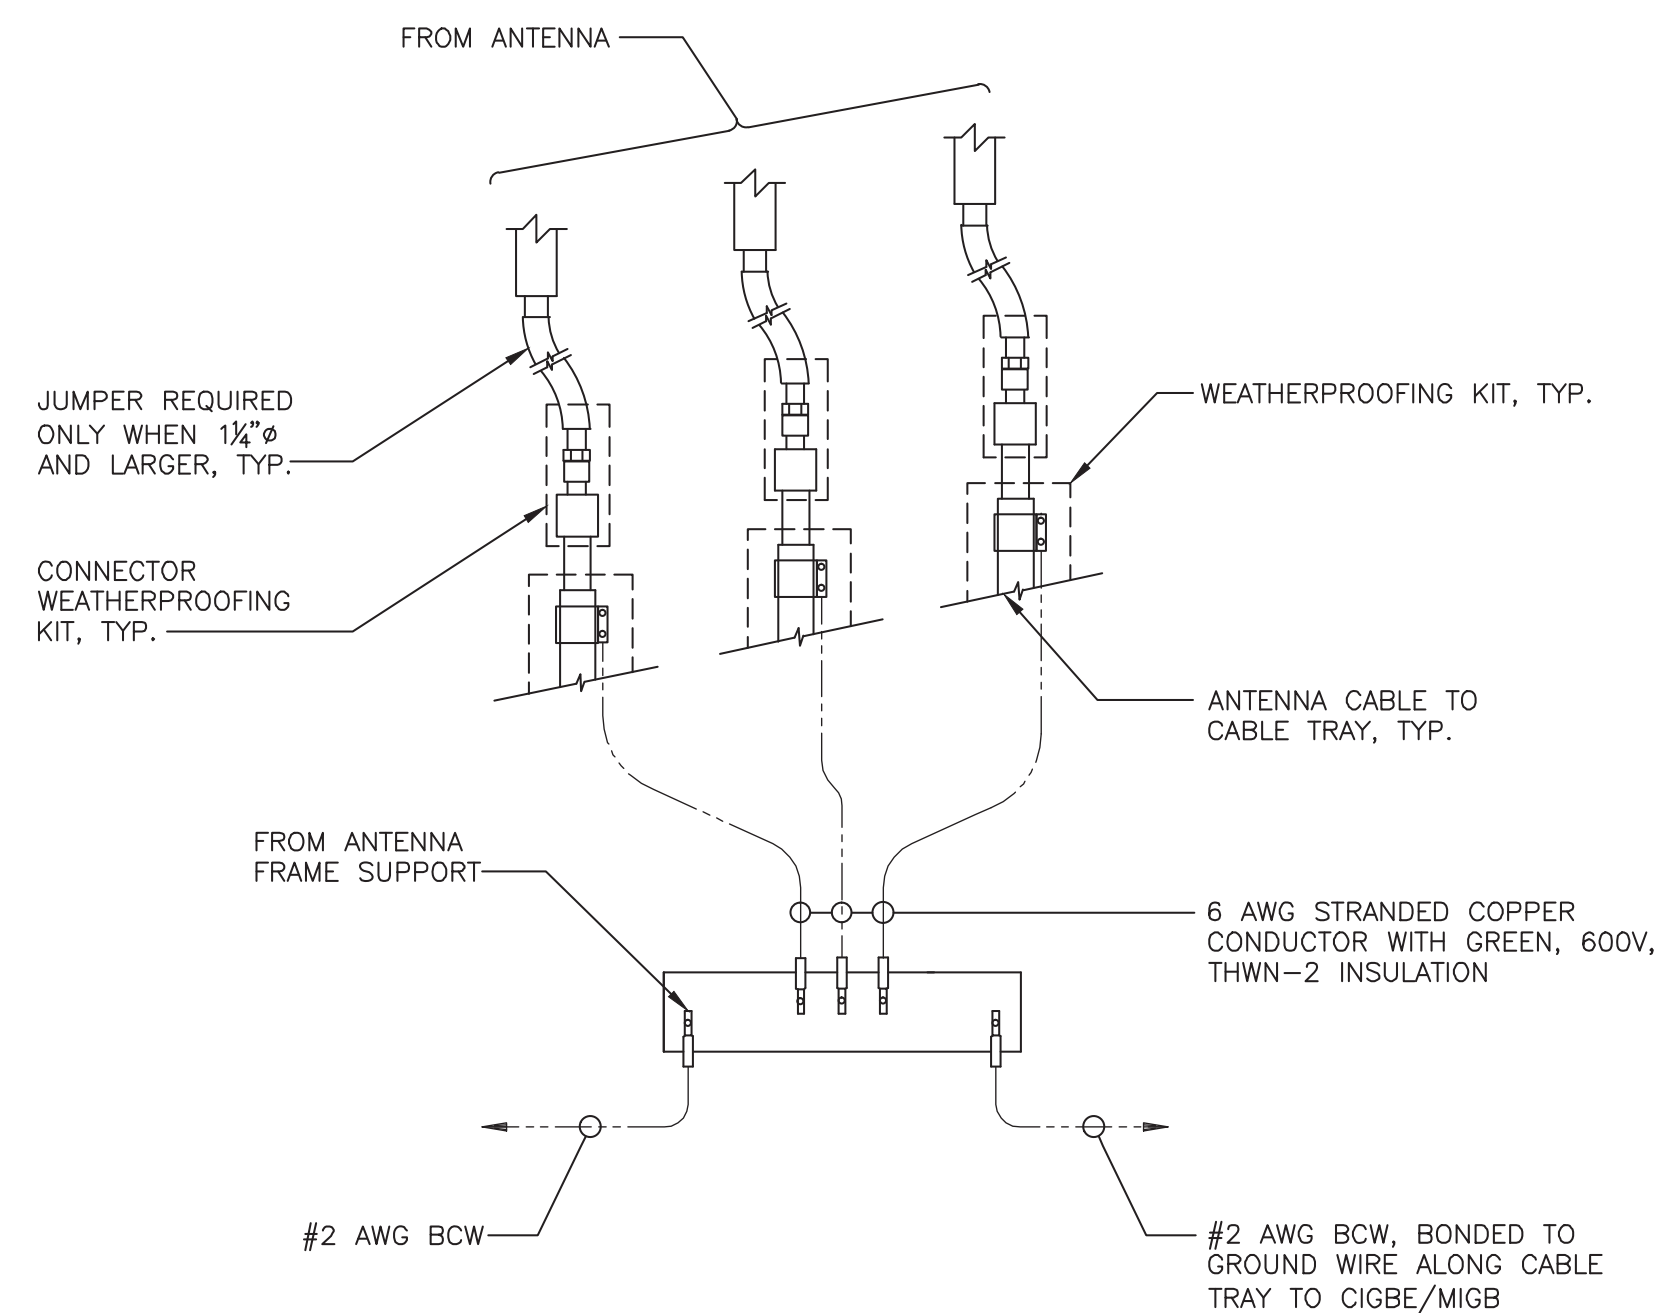 FROM ANTENNA
JUMPER REQUIRED
ONLY WHEN 1¼"ø
AND LARGER, TYP.
WEATHERPROOFING KIT, TYP.
CONNECTOR
WEATHERPROOFING
KIT, TYP.
ANTENNA CABLE TO
CABLE TRAY, TYP.
FROM ANTENNA
FRAME SUPPORT
6 AWG STRANDED COPPER
CONDUCTOR WITH GREEN, 600V,
THWN-2 INSULATION
#2 AWG BCW
#2 AWG BCW, BONDED TO
GROUND WIRE ALONG CABLE
TRAY TO CIGBE/MIGB